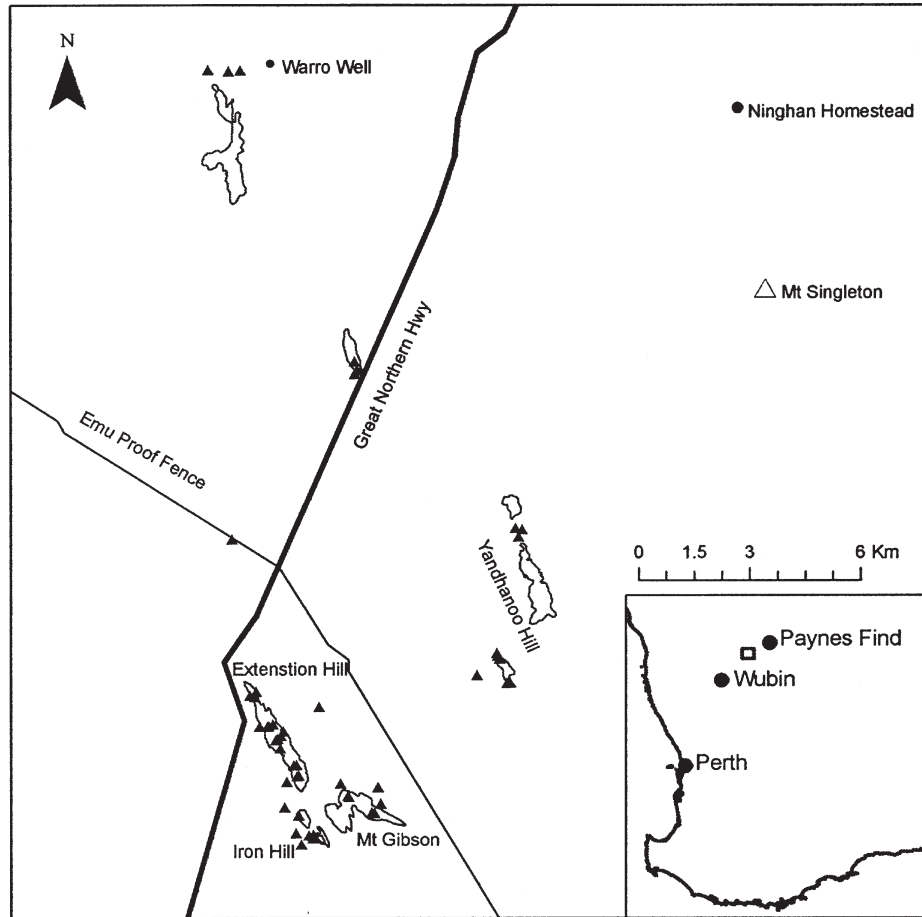 N
Warro Well
Ninghan Homestead
Mt Singleton
Great Northern Hwy
Emu Proof Fence
Yandhanoo Hill
0 1.5 3 6 Km
Extenstion Hill
Iron Hill
Mt Gibson
Paynes Find
Wubin
Perth